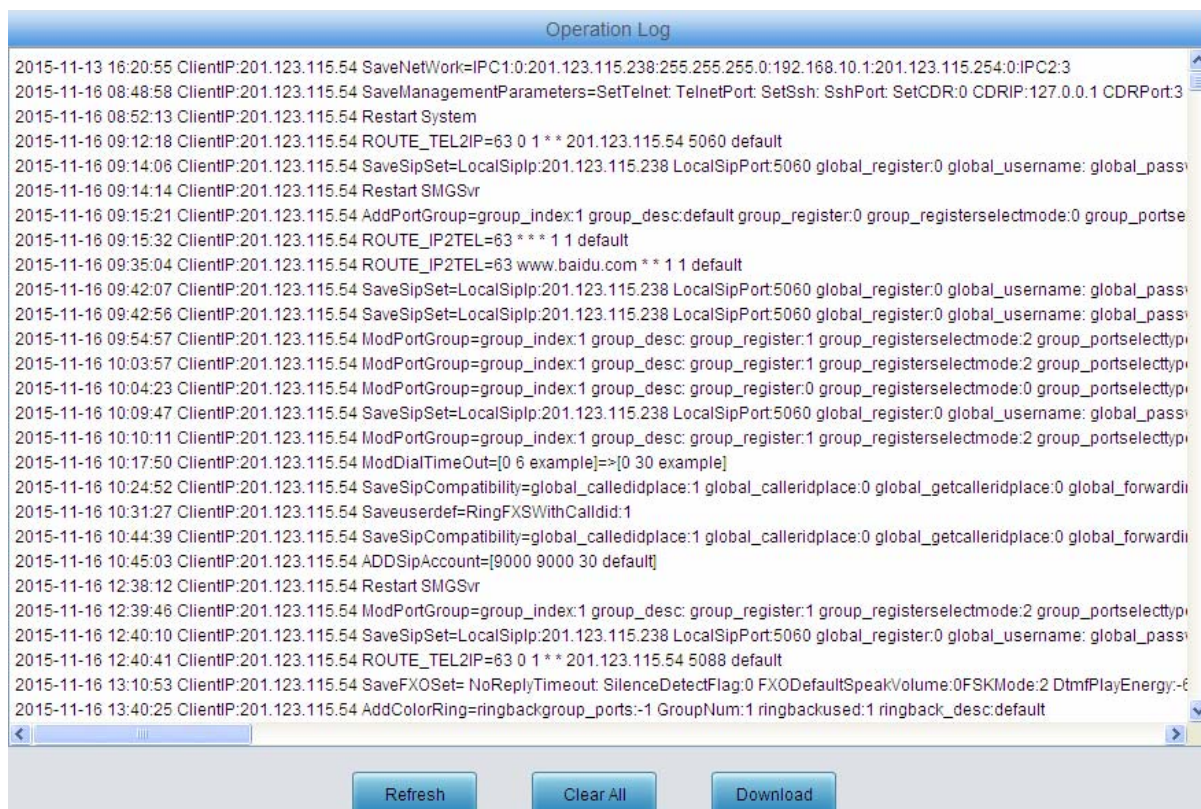 Operation Log
2015-11-13 16:20:55 ClientIP:201.123.115.54 SaveNetWork=IPC1:0:201.123.115.238:255.255.255.0:192.168.10.1:201.123.115.254:0:IPC2:3
2015-11-16 08:48:58 ClientIP:201.123.115.54 SaveManagementParameters=SetTelnet: TelnetPort: SetSsh: SshPort: SetCDR:0 CDRIP:127.0.0.1 CDRPort:3
2015-11-16 08:52:13 ClientIP:201.123.115.54 Restart System
2015-11-16 09:12:18 ClientIP:201.123.115.54 ROUTE_TEL2IP=63 0 1 * * 201.123.115.54 5060 default
2015-11-16 09:14:06 ClientIP:201.123.115.54 SaveSipSet=LocalSipIp:201.123.115.238 LocalSipPort:5060 global_register:0 global_username: global_passw
2015-11-16 09:14:14 ClientIP:201.123.115.54 Restart SMGSvr
2015-11-16 09:15:21 ClientIP:201.123.115.54 AddPortGroup=group_index:1 group_desc:default group_register:0 group_registerselectmode:0 group_portse
2015-11-16 09:15:32 ClientIP:201.123.115.54 ROUTE_IP2TEL=63 * * * 1 1 default
2015-11-16 09:35:04 ClientIP:201.123.115.54 ROUTE_IP2TEL=63 www.baidu.com * * 1 1 default
2015-11-16 09:42:07 ClientIP:201.123.115.54 SaveSipSet=LocalSipIp:201.123.115.238 LocalSipPort:5060 global_register:0 global_username: global_passw
2015-11-16 09:42:56 ClientIP:201.123.115.54 SaveSipSet=LocalSipIp:201.123.115.238 LocalSipPort:5060 global_register:0 global_username: global_passw
2015-11-16 09:54:57 ClientIP:201.123.115.54 ModPortGroup=group_index:1 group_desc: group_register:1 group_registerselectmode:2 group_portselecttype
2015-11-16 10:03:57 ClientIP:201.123.115.54 ModPortGroup=group_index:1 group_desc: group_register:1 group_registerselectmode:2 group_portselecttype
2015-11-16 10:04:23 ClientIP:201.123.115.54 ModPortGroup=group_index:1 group_desc: group_register:0 group_registerselectmode:0 group_portselecttype
2015-11-16 10:09:47 ClientIP:201.123.115.54 SaveSipSet=LocalSipIp:201.123.115.238 LocalSipPort:5060 global_register:0 global_username: global_passw
2015-11-16 10:10:11 ClientIP:201.123.115.54 ModPortGroup=group_index:1 group_desc: group_register:1 group_registerselectmode:2 group_portselecttype
2015-11-16 10:17:50 ClientIP:201.123.115.54 ModDialTimeOut=[0 6 example]=>[0 30 example]
2015-11-16 10:24:52 ClientIP:201.123.115.54 SaveSipCompatibility=global_calledidplace:1 global_calleridplace:0 global_getcalleridplace:0 global_forwardin
2015-11-16 10:31:27 ClientIP:201.123.115.54 Saveuserdef=RingFXSWithCalldid:1
2015-11-16 10:44:39 ClientIP:201.123.115.54 SaveSipCompatibility=global_calledidplace:1 global_calleridplace:0 global_getcalleridplace:0 global_forwardin
2015-11-16 10:45:03 ClientIP:201.123.115.54 ADDSipAccount=[9000 9000 30 default]
2015-11-16 12:38:12 ClientIP:201.123.115.54 Restart SMGSvr
2015-11-16 12:39:46 ClientIP:201.123.115.54 ModPortGroup=group_index:1 group_desc: group_register:1 group_registerselectmode:2 group_portselecttype
2015-11-16 12:40:10 ClientIP:201.123.115.54 SaveSipSet=LocalSipIp:201.123.115.238 LocalSipPort:5060 global_register:0 global_username: global_passw
2015-11-16 12:40:41 ClientIP:201.123.115.54 ROUTE_TEL2IP=63 0 1 * * 201.123.115.54 5088 default
2015-11-16 13:10:53 ClientIP:201.123.115.54 SaveFXOSet= NoReplyTimeout: SilenceDetectFlag:0 FXODefaultSpeakVolume:0FSKMode:2 DtmfPlayEnergy:-6
2015-11-16 13:40:25 ClientIP:201.123.115.54 AddColorRing=ringbackgroup_ports:-1 GroupNum:1 ringbackused:1 ringback_desc:default
Refresh Clear All Download